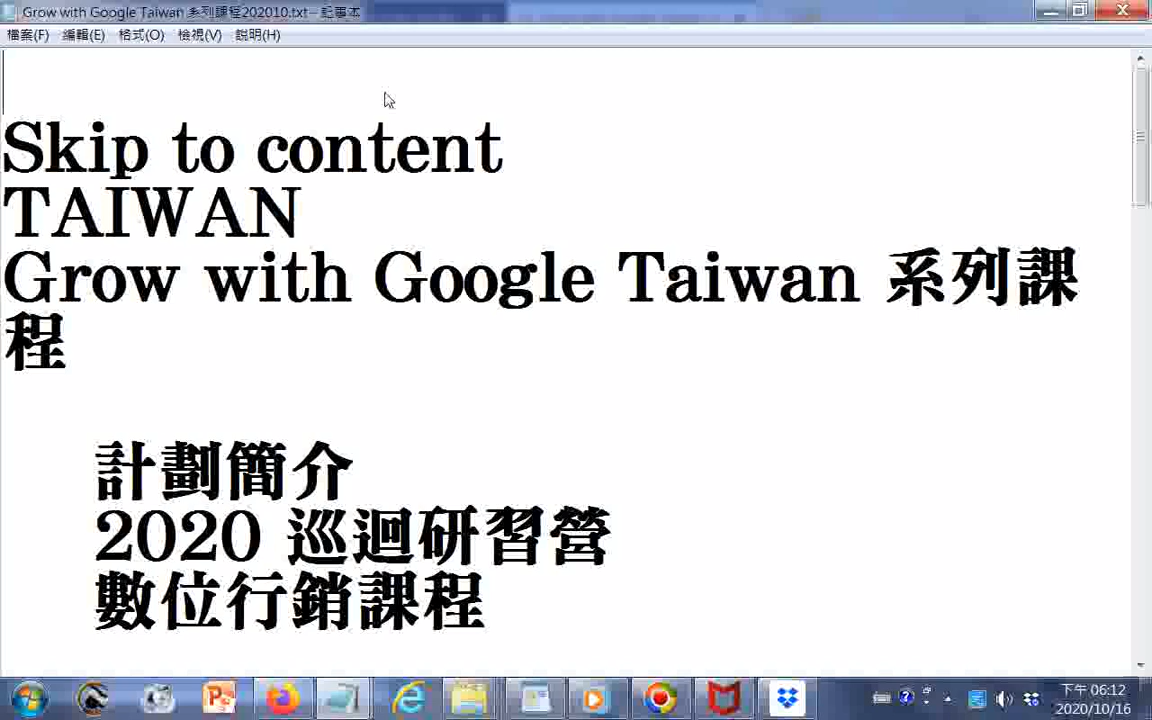 Grow with Google Taiwan 系列課程202010.txt - 記事本
檔案(F) 編輯(E) 格式(O) 檢視(V) 說明(H)
Skip to content
TAIWAN
Grow with Google Taiwan 系列課
程
計劃簡介
2020 巡迴研習營
數位行銷課程
下午 06:12
2020/10/16